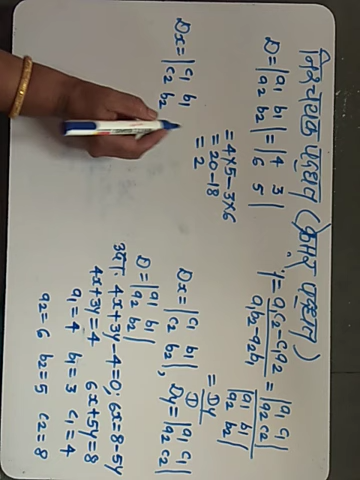 निश्चयक पद्धत (क्रेमर पद्धत)
D = |a₁ b₁ a₂ b₂| = |4 3 6 5|
= 4×5 − 3×6
= 20 − 18
= 2
Dx = |c₁ b₁ c₂ b₂|
y = a₁c₂ − c₁a₂ / a₁b₂ − a₂b₁ = |a₁ c₁ a₂ c₂| / |a₁ b₁ a₂ b₂|
= Dy / D
Dx = |c₁ b₁ c₂ b₂|, Dy = |a₁ c₁ a₂ c₂|
D = |a₁ b₁ a₂ b₂|
उदा. 4x+3y−4=0; 6x=8−5y
4x+3y=4 6x+5y=8
a₁=4 b₁=3 c₁=4
a₂=6 b₂=5 c₂=8